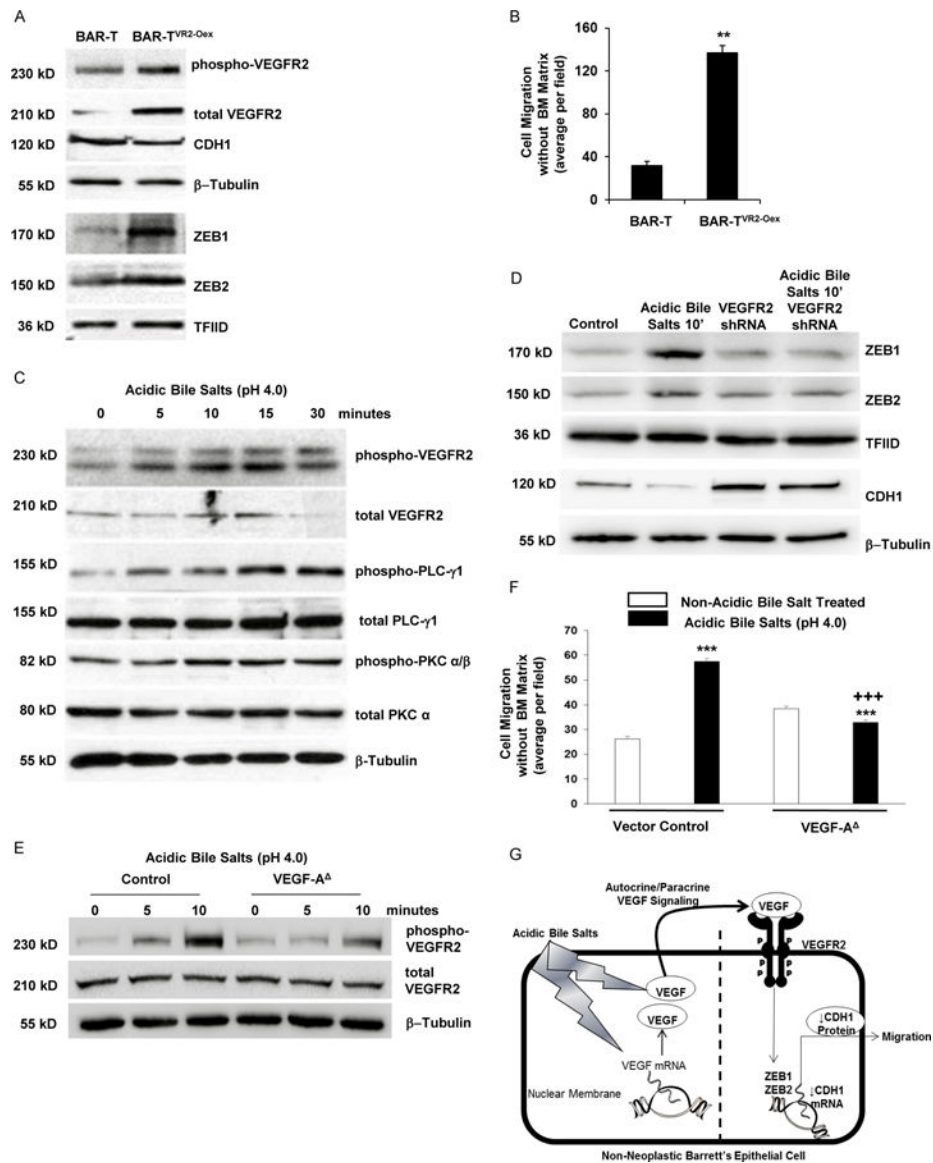 A
BAR-T BAR-T^VR2-Oex
230 kD phospho-VEGFR2
210 kD total VEGFR2
120 kD CDH1
55 kD β–Tubulin
170 kD ZEB1
150 kD ZEB2
36 kD TFIID
B
Cell Migration
without BM Matrix
(average per field)
160
120
80
40
0
**
BAR-T BAR-T^VR2-Oex
C
Acidic Bile Salts (pH 4.0)
0 5 10 15 30 minutes
230 kD phospho-VEGFR2
210 kD total VEGFR2
155 kD phospho-PLC-γ1
155 kD total PLC-γ1
82 kD phospho-PKC α/β
80 kD total PKC α
55 kD β-Tubulin
D
Control
Acidic Bile
Salts 10'
VEGFR2
shRNA
Acidic Bile
Salts 10'
VEGFR2
shRNA
170 kD ZEB1
150 kD ZEB2
36 kD TFIID
120 kD CDH1
55 kD β–Tubulin
E
Acidic Bile Salts (pH 4.0)
Control VEGF-A^Δ
0 5 10 0 5 10 minutes
230 kD phospho-
VEGFR2
210 kD total
VEGFR2
55 kD β–Tubulin
F
Non-Acidic Bile Salt Treated
Acidic Bile Salts (pH 4.0)
Cell Migration
without BM Matrix
(average per field)
70
60
50
40
30
20
10
0
***
+++
***
Vector Control VEGF-A^Δ
G
Autocrine/Paracrine
VEGF Signaling
VEGF
VEGFR2
P P
P P
Acidic Bile Salts
VEGF
VEGF
VEGF mRNA
Nuclear Membrane
ZEB1
ZEB2
↓CDH1
mRNA
↓CDH1
Protein
Migration
Non-Neoplastic Barrett's Epithelial Cell